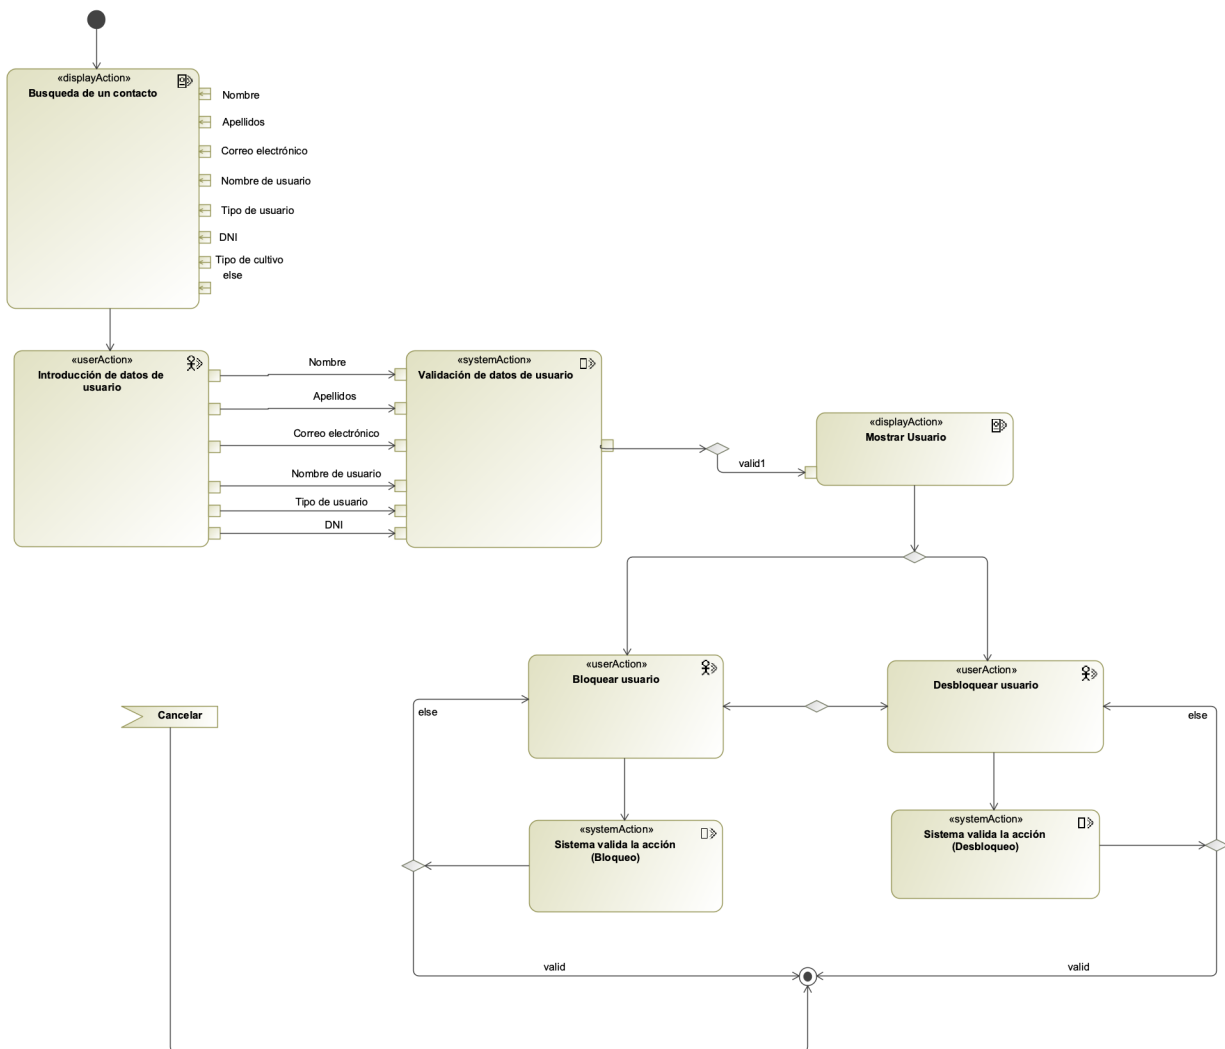 «displayAction»
Busqueda de un contacto
Nombre
Apellidos
Correo electrónico
Nombre de usuario
Tipo de usuario
DNI
Tipo de cultivo
else
«userAction»
Introducción de datos de
usuario
Nombre
Apellidos
Correo electrónico
Nombre de usuario
Tipo de usuario
DNI
«systemAction»
Validación de datos de usuario
valid1
«displayAction»
Mostrar Usuario
«userAction»
Bloquear usuario
«userAction»
Desbloquear usuario
Cancelar
else
else
«systemAction»
Sistema valida la acción
(Bloqueo)
«systemAction»
Sistema valida la acción
(Desbloqueo)
valid
valid